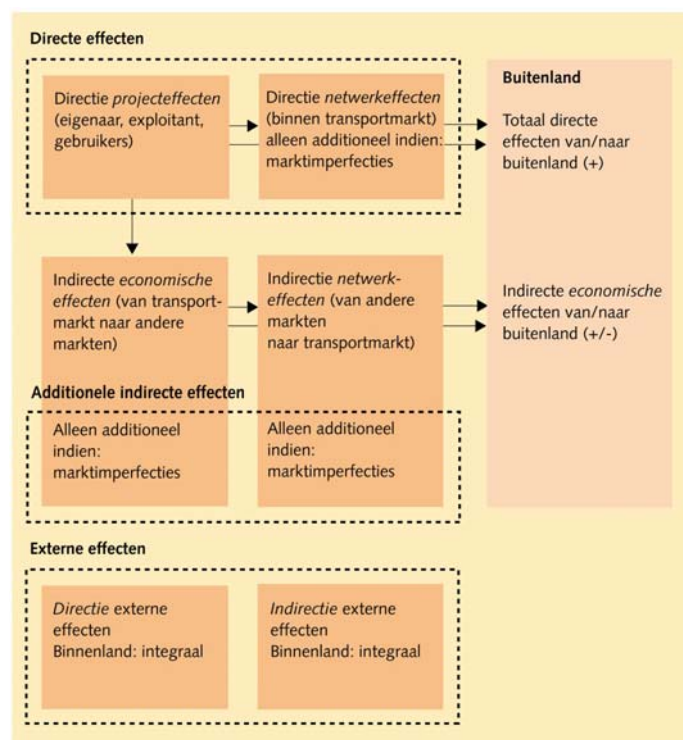 Directe effecten
Directie projecteffecten
(eigenaar, exploitant,
gebruikers)
Directie netwerkeffecten
(binnen transportmarkt)
alleen additioneel indien:
marktimperfecties
Buitenland
Totaal directe
effecten van/naar
buitenland (+)
Indirecte economische
effecten (van transport-
markt naar andere
markten)
Indirectie netwerk-
effecten (van andere
markten
naar transportmarkt)
Indirecte economische
effecten van/naar
buitenland (+/-)
Additionele indirecte effecten
Alleen additioneel
indien:
marktimperfecties
Alleen additioneel
indien:
marktimperfecties
Externe effecten
Directie externe
effecten
Binnenland: integraal
Indirectie externe
effecten
Binnenland: integraal